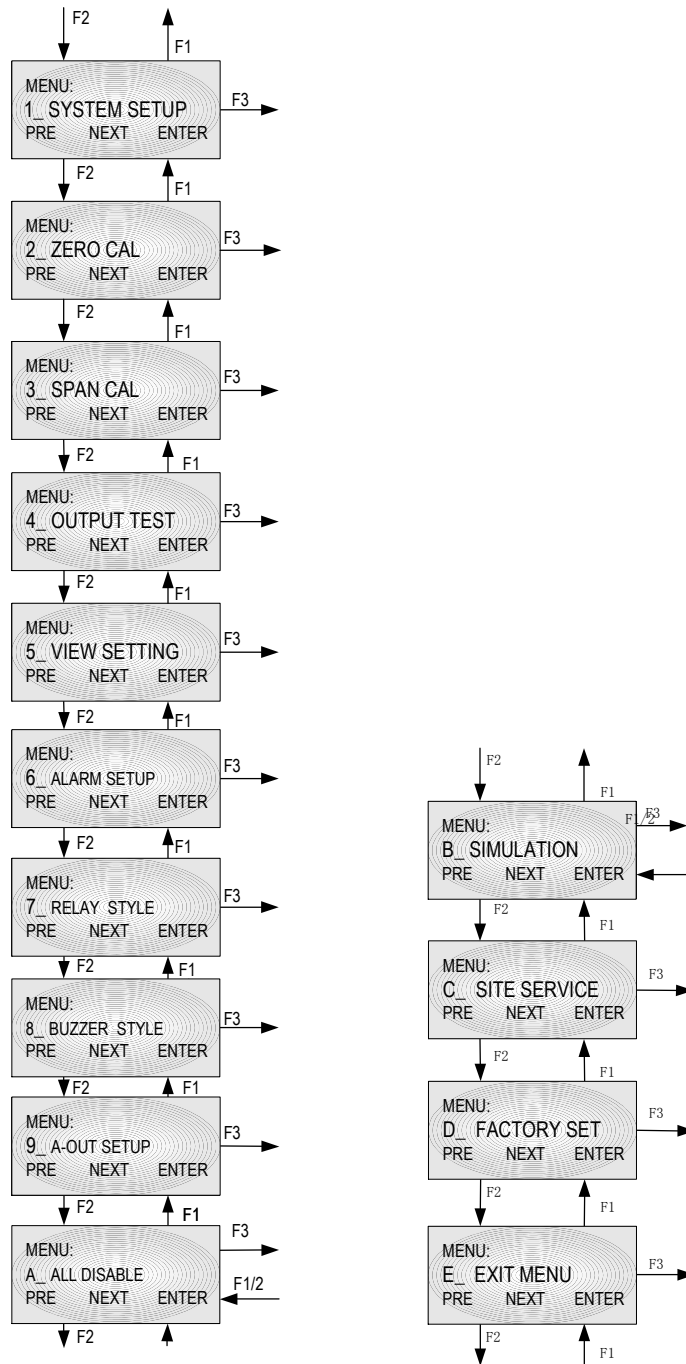 F2
F1
MENU:
1_ SYSTEM SETUP
F3
PRE NEXT ENTER
F2
F1
MENU:
2_ ZERO CAL
F3
PRE NEXT ENTER
F2
F1
MENU:
3_ SPAN CAL
F3
PRE NEXT ENTER
F2
F1
MENU:
4_ OUTPUT TEST
F3
PRE NEXT ENTER
F2
F1
MENU:
5_ VIEW SETTING
F3
PRE NEXT ENTER
F2
F1
MENU:
6_ ALARM SETUP
F3
PRE NEXT ENTER
F2
F1
MENU:
7_ RELAY STYLE
F3
PRE NEXT ENTER
F2
F1
MENU:
8_ BUZZER STYLE
F3
PRE NEXT ENTER
F2
F1
MENU:
9_ A-OUT SETUP
F3
PRE NEXT ENTER
F2
F1
F3
MENU:
A_ ALL DISABLE
F1/2
PRE NEXT ENTER
F2
F2
F1
F3
F1/2
MENU:
B_ SIMULATION
PRE NEXT ENTER
F2
F1
MENU:
C_ SITE SERVICE
F3
PRE NEXT ENTER
F2
F1
MENU:
D_ FACTORY SET
F3
PRE NEXT ENTER
F2
F1
MENU:
E_ EXIT MENU
F3
PRE NEXT ENTER
F2
F1